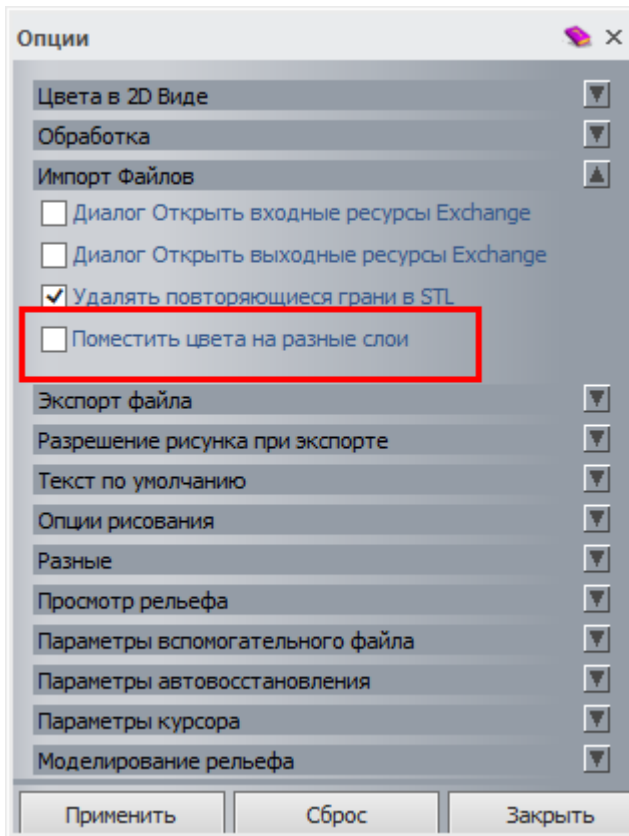 Опции
Цвета в 2D Виде
Обработка
Импорт Файлов
Диалог Открыть входные ресурсы Exchange
Диалог Открыть выходные ресурсы Exchange
Удалять повторяющиеся грани в STL
Поместить цвета на разные слои
Экспорт файла
Разрешение рисунка при экспорте
Текст по умолчанию
Опции рисования
Разные
Просмотр рельефа
Параметры вспомогательного файла
Параметры автовосстановления
Параметры курсора
Моделирование рельефа
Применить Сброс Закрыть